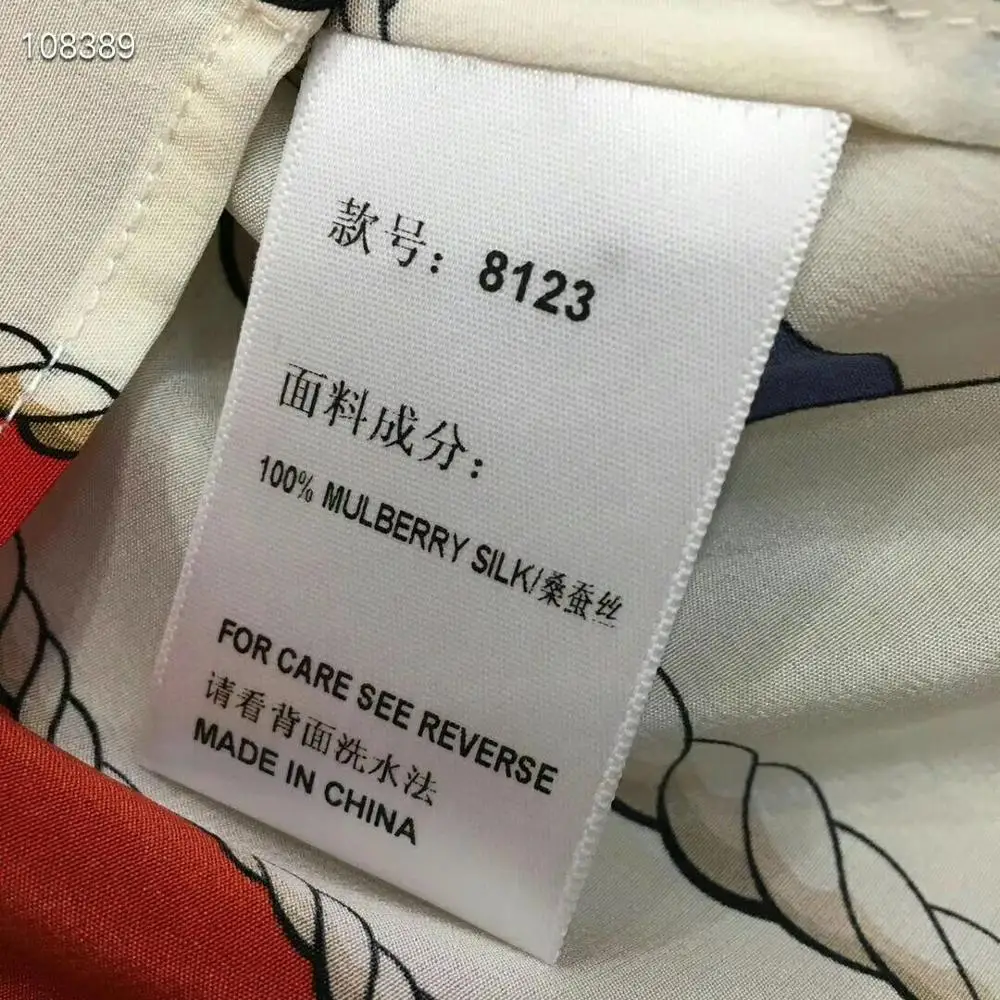 108389
款号：8123
面料成分：
100% MULBERRY SILK/桑蚕丝
FOR CARE SEE REVERSE
请看背面洗水法
MADE IN CHINA